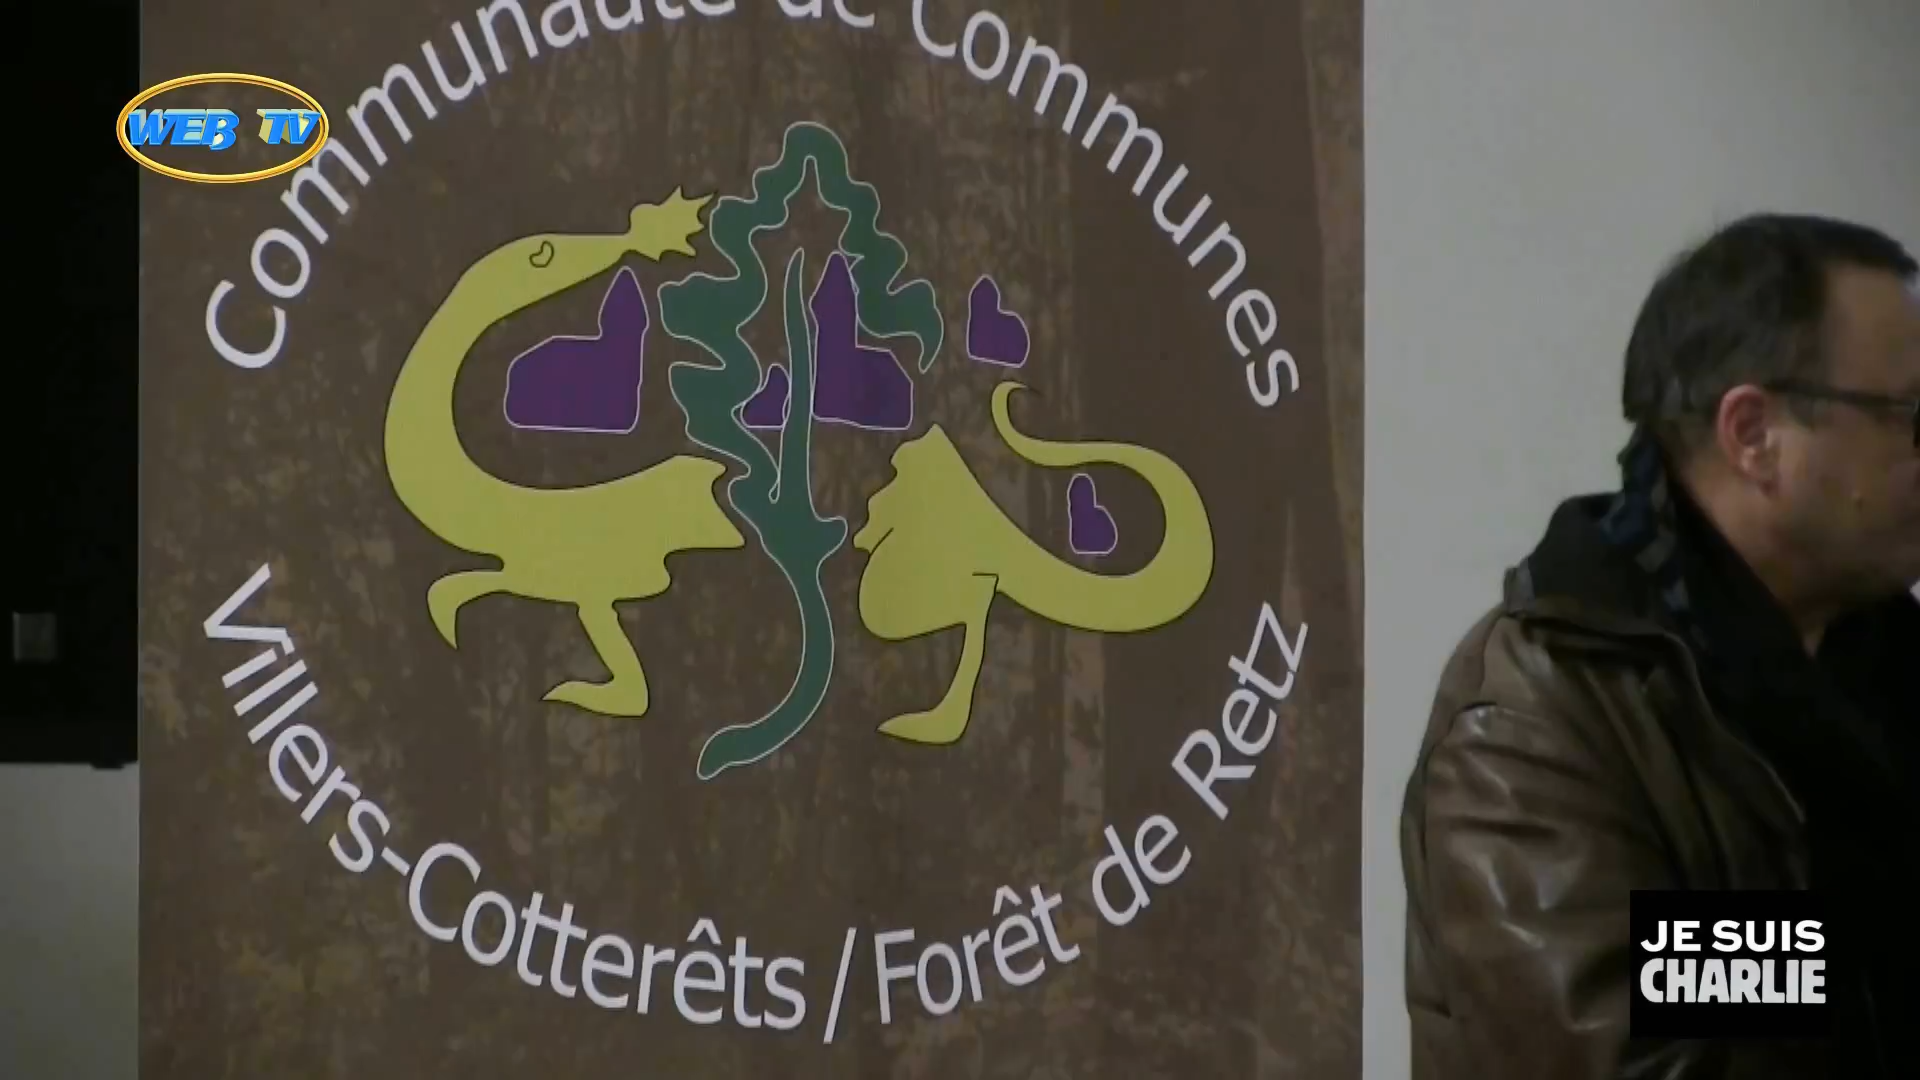 WEB TV
Communauté de Communes
Villers-Cotterêts / Forêt de Retz
JE SUIS
CHARLIE